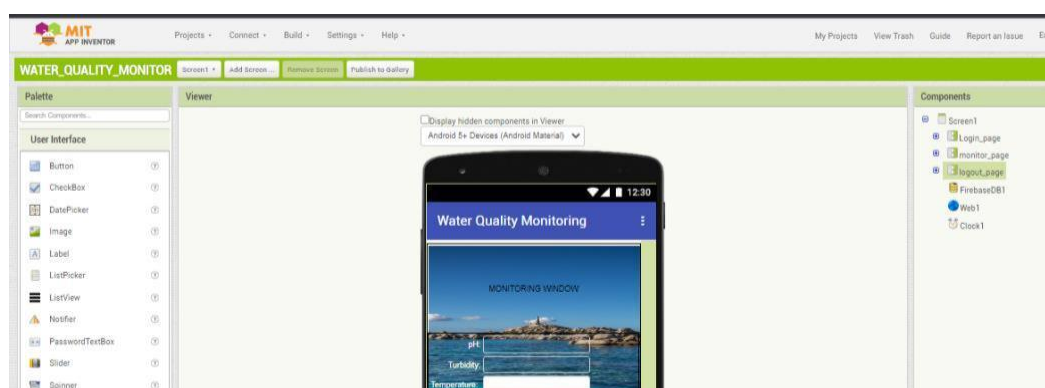 MIT
APP INVENTOR
Projects
Connect
Build
Settings
Help
My Projects
View Trash
Guide
Report an Issue
WATER_QUALITY_MONITOR
Screen1
Add Screen ...
Remove Screen
Publish to Gallery
Palette
Search Components...
User Interface
Button
CheckBox
DatePicker
Image
Label
ListPicker
ListView
Notifier
PasswordTextBox
Slider
Spinner
Viewer
Display hidden components in Viewer
Android 5+ Devices (Android Material)
12:30
Water Quality Monitoring
MONITORING WINDOW
pH:
Turbidity:
Temperature:
Components
Screen1
Login_page
monitor_page
logout_page
FirebaseDB1
Web1
Clock1